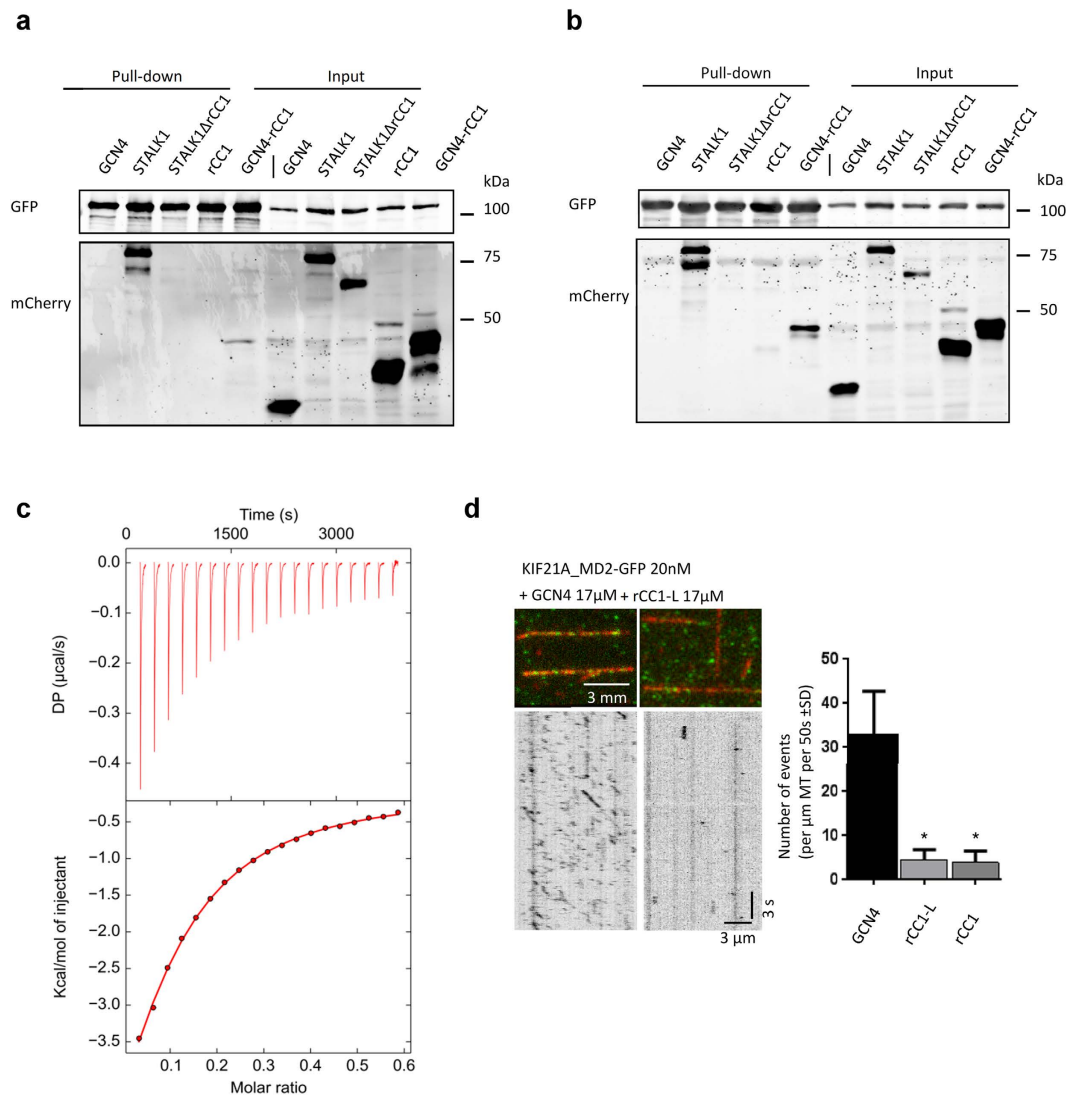 a
Pull-down
Input
GCN4
STALK1
STALK1ΔrCC1
rCC1
GCN4-rCC1
GCN4
STALK1
STALK1ΔrCC1
rCC1
GCN4-rCC1
kDa
GFP
100
mCherry
75
50
b
Pull-down
Input
GCN4
STALK1
STALK1ΔrCC1
rCC1
GCN4-rCC1
GCN4
STALK1
STALK1ΔrCC1
rCC1
GCN4-rCC1
kDa
GFP
100
mCherry
75
50
c
Time (s)
0 1500 3000
DP (µcal/s)
0.0
−0.1
−0.2
−0.3
−0.4
Kcal/mol of injectant
−0.5
−1.0
−1.5
−2.0
−2.5
−3.0
−3.5
0.1 0.2 0.3 0.4 0.5 0.6
Molar ratio
d
KIF21A_MD2-GFP 20nM
+ GCN4 17µM + rCC1-L 17µM
3 mm
3 s
3 µm
Number of events
(per µm MT per 50s ±SD)
50
40
30
20
10
0
* *
GCN4
rCC1-L
rCC1